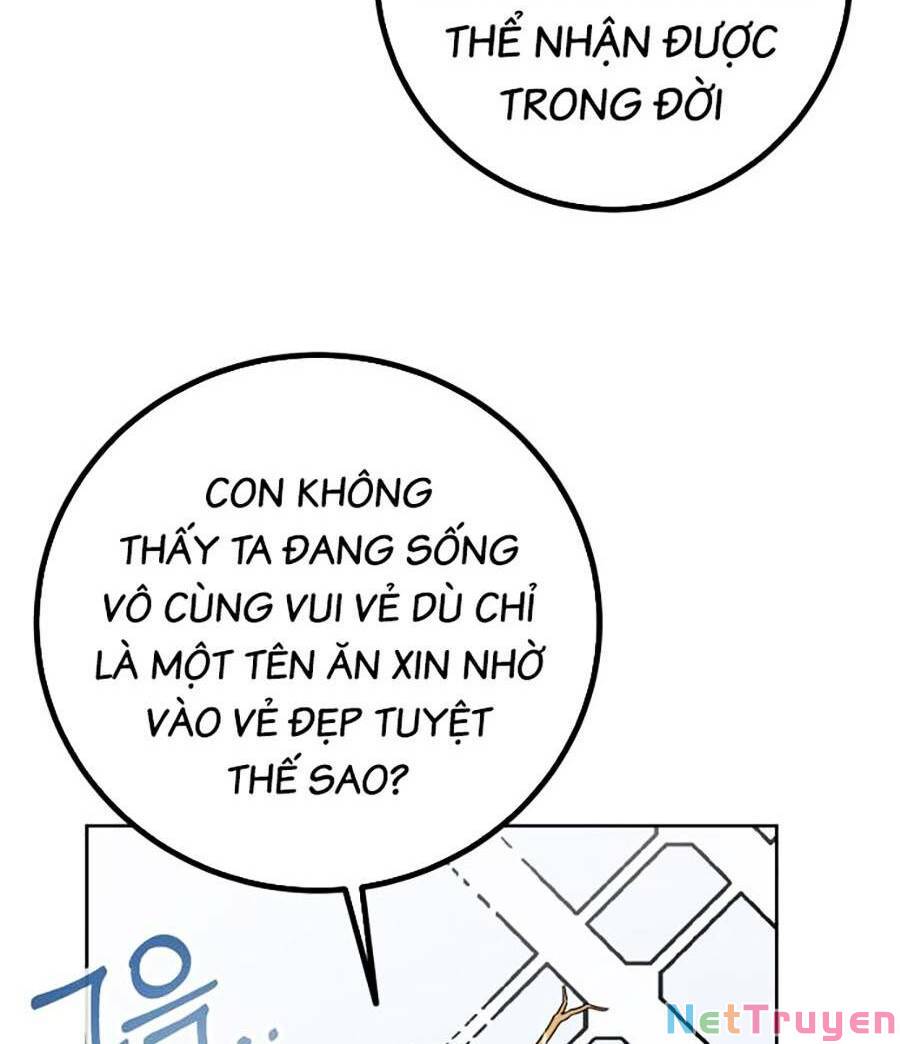 THỂ NHẬN ĐƯỢC
TRONG ĐỜI
CON KHÔNG
THẤY TA ĐANG SỐNG
VÔ CÙNG VUI VẺ DÙ CHỈ
LÀ MỘT TÊN ĂN XIN NHỜ
VÀO VẺ ĐẸP TUYỆT
THẾ SAO?
NetTruyen